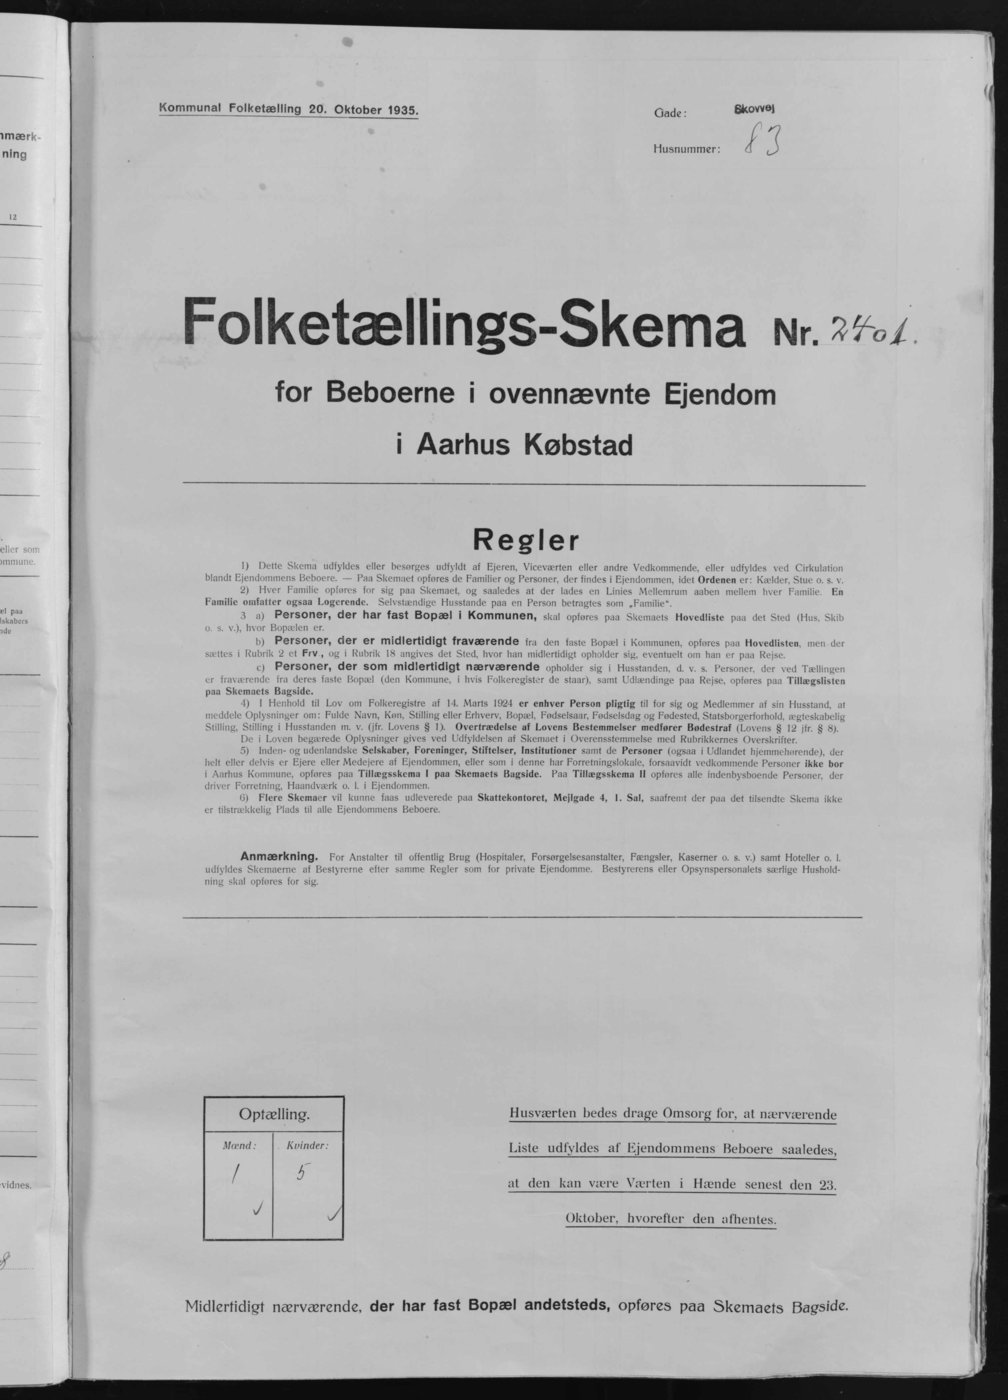 nmærk-
ning
12
eller som
ommune.
el paa
lskabers
nde
vidnes.
8
Kommunal Folketælling 20. Oktober 1935.
Gade: Skovvej
Husnummer: 83
Folketællings-Skema Nr. 2401.
for Beboerne i ovennævnte Ejendom
i Aarhus Købstad
Regler
1) Dette Skema udfyldes eller besørges udfyldt af Ejeren, Viceværten eller andre Vedkommende, eller udfyldes ved Cirkulation
blandt Ejendommens Beboere. — Paa Skemaet opføres de Familier og Personer, der findes i Ejendommen, idet Ordenen er: Kælder, Stue o. s. v.
2) Hver Familie opføres for sig paa Skemaet, og saaledes at der lades en Linies Mellemrum aaben mellem hver Familie. En
Familie omfatter ogsaa Logerende. Selvstændige Husstande paa en Person betragtes som „Familie“.
3 a) Personer, der har fast Bopæl i Kommunen, skal opføres paa Skemaets Hovedliste paa det Sted (Hus, Skib
o. s. v.), hvor Bopælen er.
b) Personer, der er midlertidigt fraværende fra den faste Bopæl i Kommunen, opføres paa Hovedlisten, men der
sættes i Rubrik 2 et Frv., og i Rubrik 18 angives det Sted, hvor han midlertidigt opholder sig, eventuelt om han er paa Rejse.
c) Personer, der som midlertidigt nærværende opholder sig i Husstanden, d. v. s. Personer, der ved Tællingen
er fraværende fra deres faste Bopæl (den Kommune, i hvis Folkeregister de staar), samt Udlændinge paa Rejse, opføres paa Tillægslisten
paa Skemaets Bagside.
4) I Henhold til Lov om Folkeregistre af 14. Marts 1924 er enhver Person pligtig til for sig og Medlemmer af sin Husstand, at
meddele Oplysninger om: Fulde Navn, Køn, Stilling eller Erhverv, Bopæl, Fødselsaar, Fødselsdag og Fødested, Statsborgerforhold, ægteskabelig
Stilling, Stilling i Husstanden m. v. (jfr. Lovens § 1). Overtrædelse af Lovens Bestemmelser medfører Bødestraf (Lovens § 12 jfr. § 8).
De i Loven begærede Oplysninger gives ved Udfyldelsen af Skemaet i Overensstemmelse med Rubrikkernes Overskrifter.
5) Inden- og udenlandske Selskaber, Foreninger, Stiftelser, Institutioner samt de Personer (ogsaa i Udlandet hjemmehørende), der
helt eller delvis er Ejere eller Medejere af Ejendommen, eller som i denne har Forretningslokale, forsaavidt vedkommende Personer ikke bor
i Aarhus Kommune, opføres paa Tillægsskema I paa Skemaets Bagside. Paa Tillægsskema II opføres alle indenbysboende Personer, der
driver Forretning, Haandværk o. l. i Ejendommen.
6) Flere Skemaer vil kunne faas udleverede paa Skattekontoret, Mejlgade 4, 1. Sal, saafremt der paa det tilsendte Skema ikke
er tilstrækkelig Plads til alle Ejendommens Beboere.
Anmærkning. For Anstalter til offentlig Brug (Hospitaler, Forsørgelsesanstalter, Fængsler, Kaserner o. s. v.) samt Hoteller o. l.
udfyldes Skemaerne af Bestyrerne efter samme Regler som for private Ejendomme. Bestyrerens eller Opsynspersonalets særlige Hushold-
ning skal opføres for sig.
Optælling.
Mænd: Kvinder:
1 5
Husværten bedes drage Omsorg for, at nærværende
Liste udfyldes af Ejendommens Beboere saaledes,
at den kan være Værten i Hænde senest den 23.
Oktober, hvorefter den afhentes.
Midlertidigt nærværende, der har fast Bopæl andetsteds, opføres paa Skemaets Bagside.